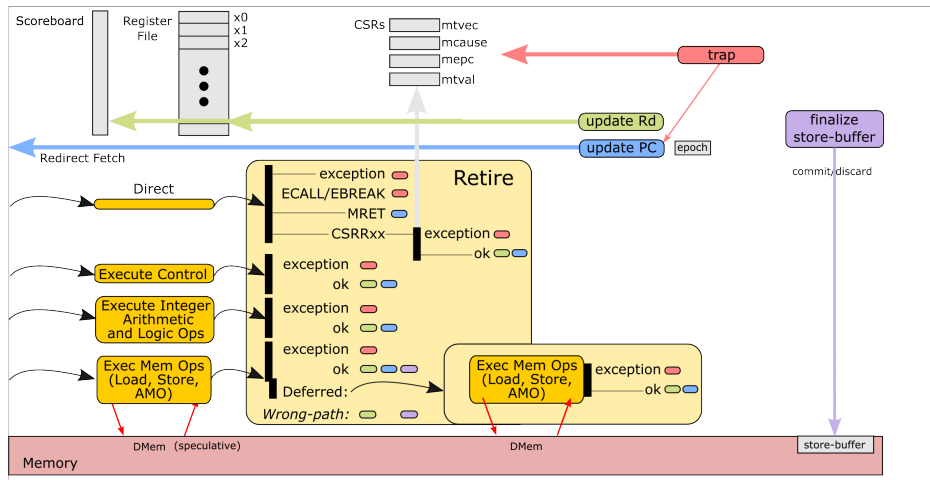 Scoreboard
Register
File
x0
x1
x2
CSRs
mtvec
mcause
mepc
mtval
trap
update Rd
update PC
epoch
finalize
store-buffer
commit/discard
Redirect Fetch
Direct
Retire
exception
ECALL/EBREAK
MRET
CSRRxx
exception
ok
Execute Control
exception
ok
Execute Integer
Arithmetic
and Logic Ops
exception
ok
Exec Mem Ops
(Load, Store,
AMO)
exception
ok
Deferred:
Wrong-path:
Exec Mem Ops
(Load, Store,
AMO)
exception
ok
DMem (speculative)
DMem
store-buffer
Memory